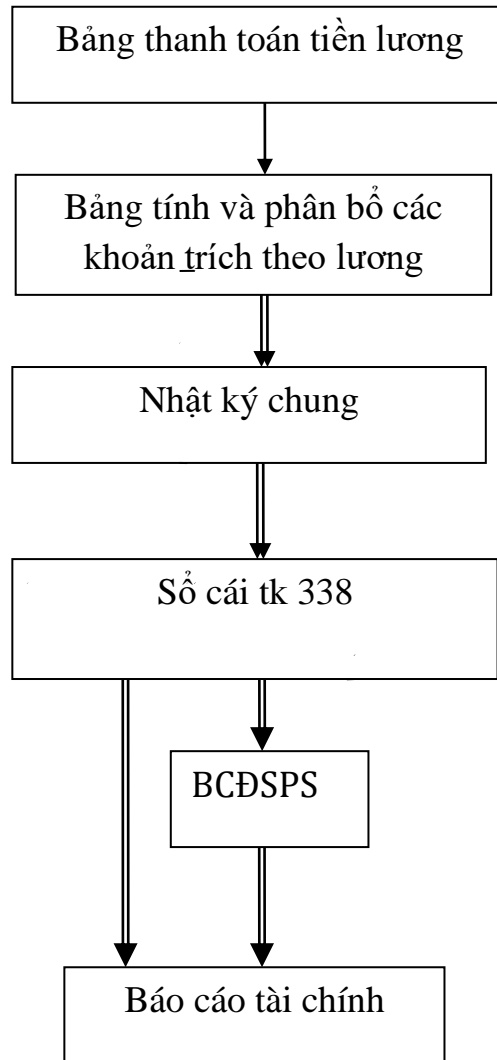 Bảng thanh toán tiền lương
Bảng tính và phân bổ các
khoản trích theo lương
Nhật ký chung
Sổ cái tk 338
BCĐSPS
Báo cáo tài chính